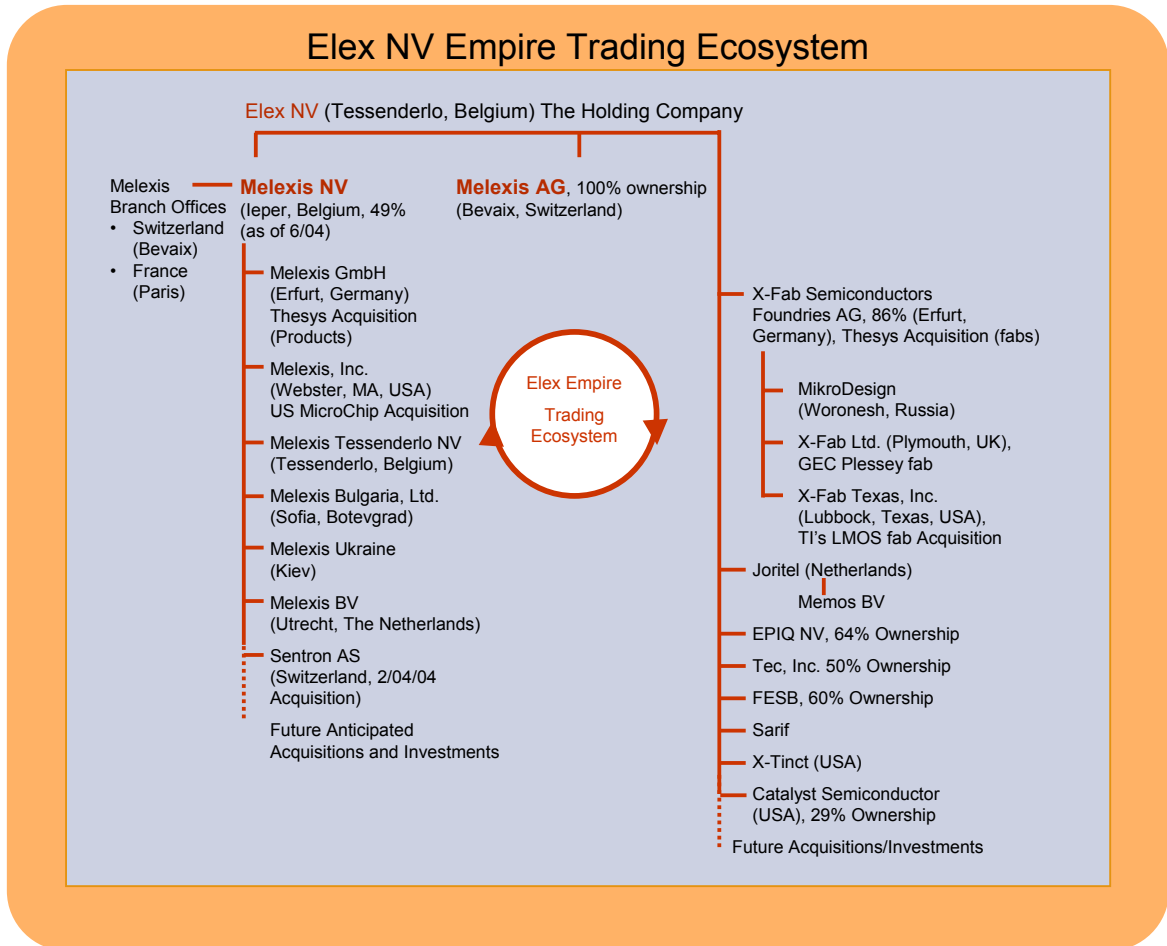 Elex NV Empire Trading Ecosystem
Elex NV (Tessenderlo, Belgium) The Holding Company
Melexis
Branch Offices
• Switzerland
(Bevaix)
• France
(Paris)
Melexis NV
(Ieper, Belgium, 49%
(as of 6/04)
Melexis AG, 100% ownership
(Bevaix, Switzerland)
Melexis GmbH
(Erfurt, Germany)
Thesys Acquisition
(Products)
Melexis, Inc.
(Webster, MA, USA)
US MicroChip Acquisition
Melexis Tessenderlo NV
(Tessenderlo, Belgium)
Melexis Bulgaria, Ltd.
(Sofia, Botevgrad)
Melexis Ukraine
(Kiev)
Melexis BV
(Utrecht, The Netherlands)
Sentron AS
(Switzerland, 2/04/04
Acquisition)
Future Anticipated
Acquisitions and Investments
Elex Empire
Trading
Ecosystem
X-Fab Semiconductors
Foundries AG, 86% (Erfurt,
Germany), Thesys Acquisition (fabs)
MikroDesign
(Woronesh, Russia)
X-Fab Ltd. (Plymouth, UK),
GEC Plessey fab
X-Fab Texas, Inc.
(Lubbock, Texas, USA),
TI's LMOS fab Acquisition
Joritel (Netherlands)
Memos BV
EPIQ NV, 64% Ownership
Tec, Inc. 50% Ownership
FESB, 60% Ownership
Sarif
X-Tinct (USA)
Catalyst Semiconductor
(USA), 29% Ownership
Future Acquisitions/Investments